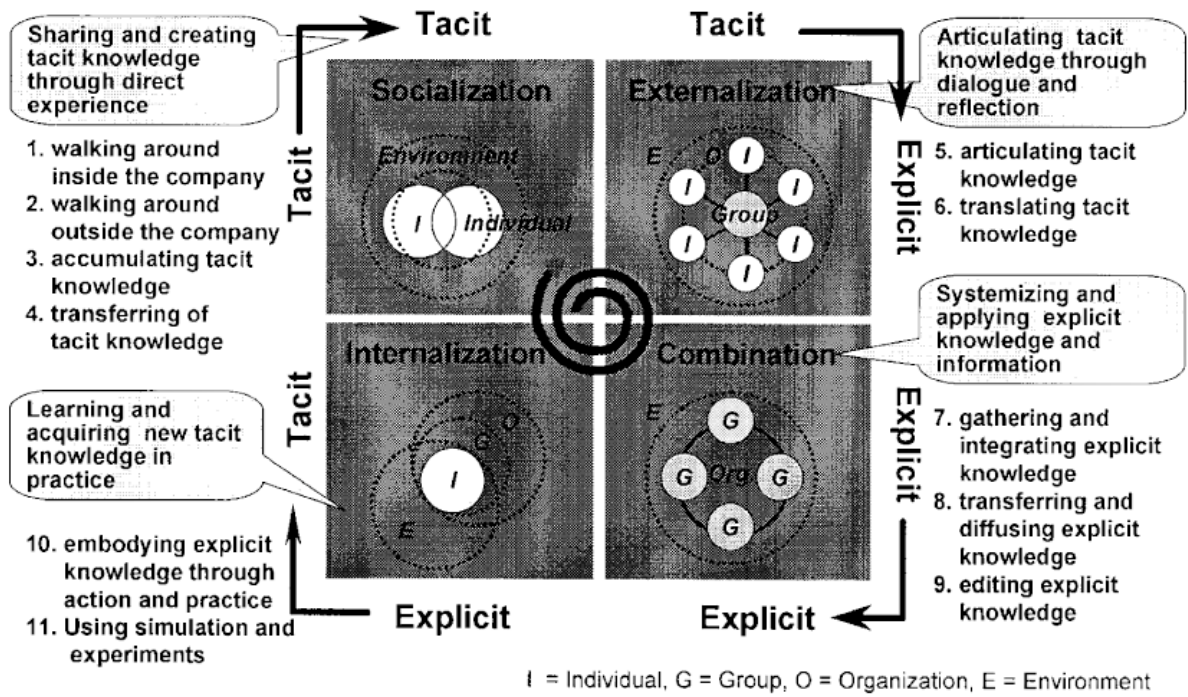 Sharing and creating
tacit knowledge
through direct
experience
1. walking around
inside the company
2. walking around
outside the company
3. accumulating tacit
knowledge
4. transferring of
tacit knowledge
Tacit
Tacit
Socialization
Environment
I
Individual
Tacit
Explicit
Externalization
E
O
I
I
I
Group
I
I
I
Articulating tacit
knowledge through
dialogue and
reflection
5. articulating tacit
knowledge
6. translating tacit
knowledge
Internalization
O
G
I
E
Tacit
Explicit
Learning and
acquiring new tacit
knowledge in
practice
10. embodying explicit
knowledge through
action and practice
11. Using simulation and
experiments
Combination
E
G
G
Org.
G
G
Explicit
Explicit
Systemizing and
applying explicit
knowledge and
information
7. gathering and
integrating explicit
knowledge
8. transferring and
diffusing explicit
knowledge
9. editing explicit
knowledge
I = Individual, G = Group, O = Organization, E = Environment